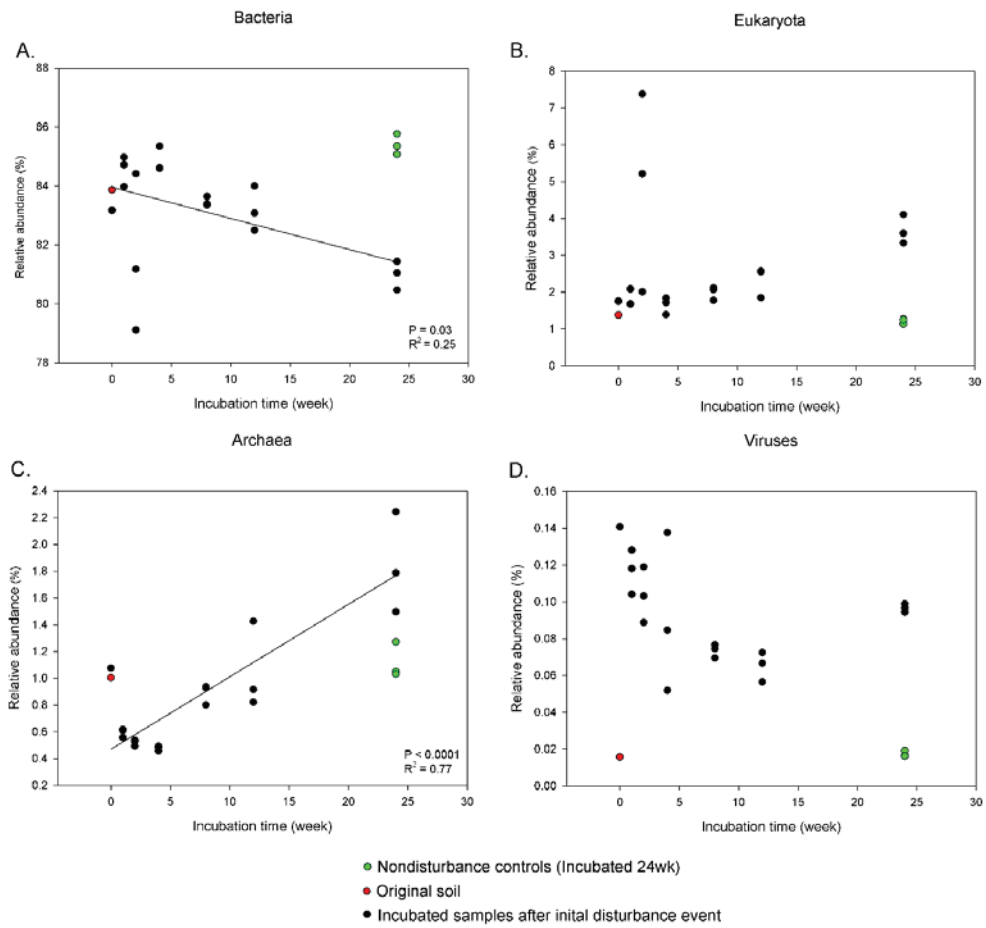 Bacteria
A.
88
86
84
82
80
78
Relative abundance (%)
0
5
10
15
20
25
30
Incubation time (week)
P = 0.03
R² = 0.25
Eukaryota
B.
8
7
6
5
4
3
2
1
0
Relative abundance (%)
0
5
10
15
20
25
30
Incubation time (week)
Archaea
C.
2.4
2.2
2.0
1.8
1.6
1.4
1.2
1.0
0.8
0.6
0.4
0.2
Relative abundance (%)
0
5
10
15
20
25
30
Incubation time (week)
P < 0.0001
R² = 0.77
Viruses
D.
0.16
0.14
0.12
0.10
0.08
0.06
0.04
0.02
0.00
Relative abundance (%)
0
5
10
15
20
25
30
Incubation time (week)
Nondisturbance controls (Incubated 24wk)
Original soil
Incubated samples after inital disturbance event